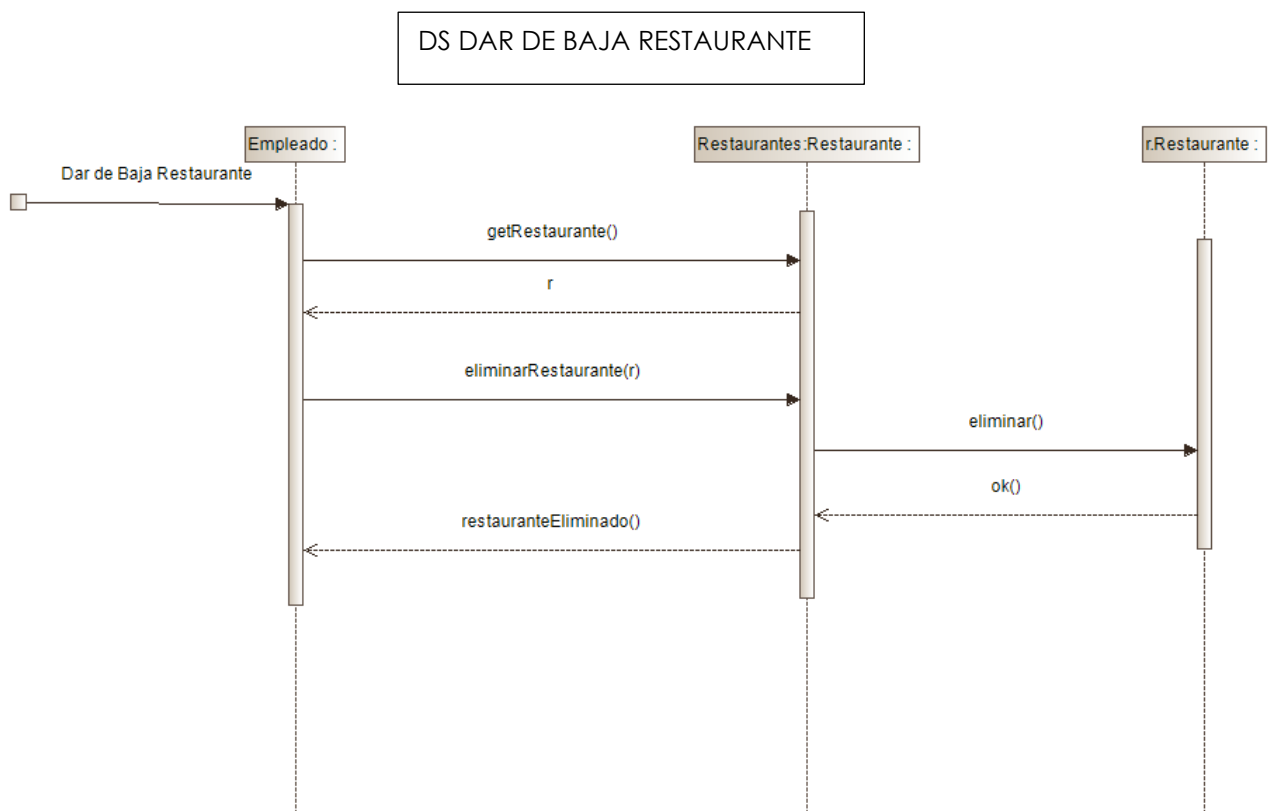 DS DAR DE BAJA RESTAURANTE
Empleado :
Restaurantes:Restaurante :
r.Restaurante :
Dar de Baja Restaurante
getRestaurante()
r
eliminarRestaurante(r)
eliminar()
ok()
restauranteEliminado()